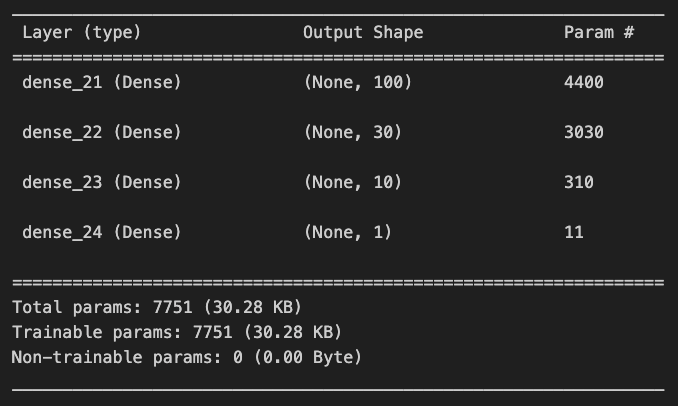 Layer (type) Output Shape Param #
=================================================================
dense_21 (Dense) (None, 100) 4400
dense_22 (Dense) (None, 30) 3030
dense_23 (Dense) (None, 10) 310
dense_24 (Dense) (None, 1) 11
=================================================================
Total params: 7751 (30.28 KB)
Trainable params: 7751 (30.28 KB)
Non-trainable params: 0 (0.00 Byte)